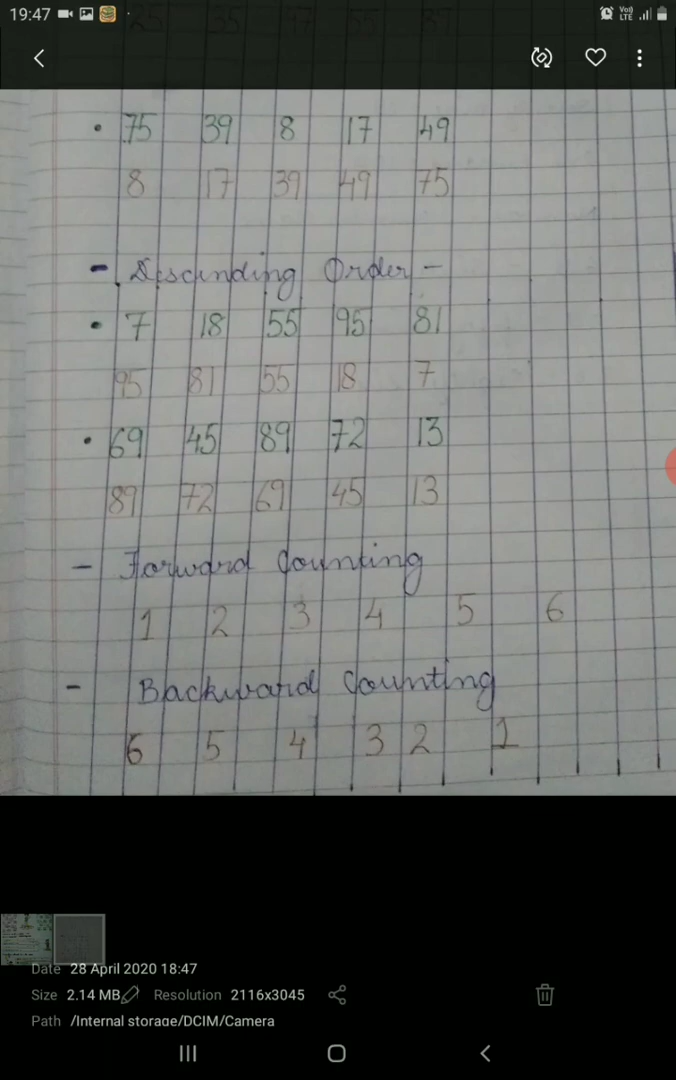 19:47
Vo)) LTE
75 39 8 17 49
8 17 39 49 75
- Descending Order -
7 18 55 95 81
95 81 55 18 7
69 45 89 72 13
89 72 69 45 13
- Forward Counting
1 2 3 4 5 6
- Backward Counting
6 5 4 3 2 1
Date 28 April 2020 18:47
Size 2.14 MB Resolution 2116x3045
Path /Internal storage/DCIM/Camera